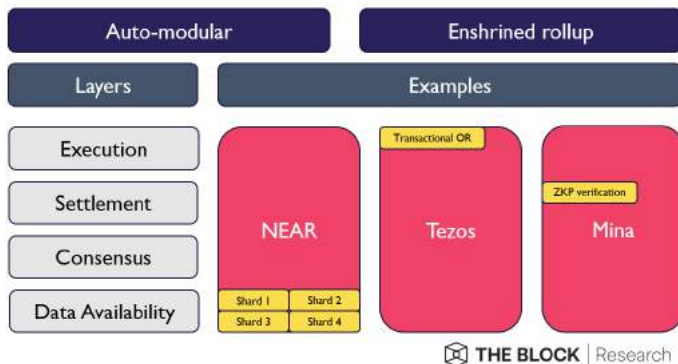 Auto-modular
Enshrined rollup
Layers
Examples
Execution
Settlement
Consensus
Data Availability
NEAR
Shard 1
Shard 2
Shard 3
Shard 4
Transactional OR
Tezos
ZKP verification
Mina
THE BLOCK | Research